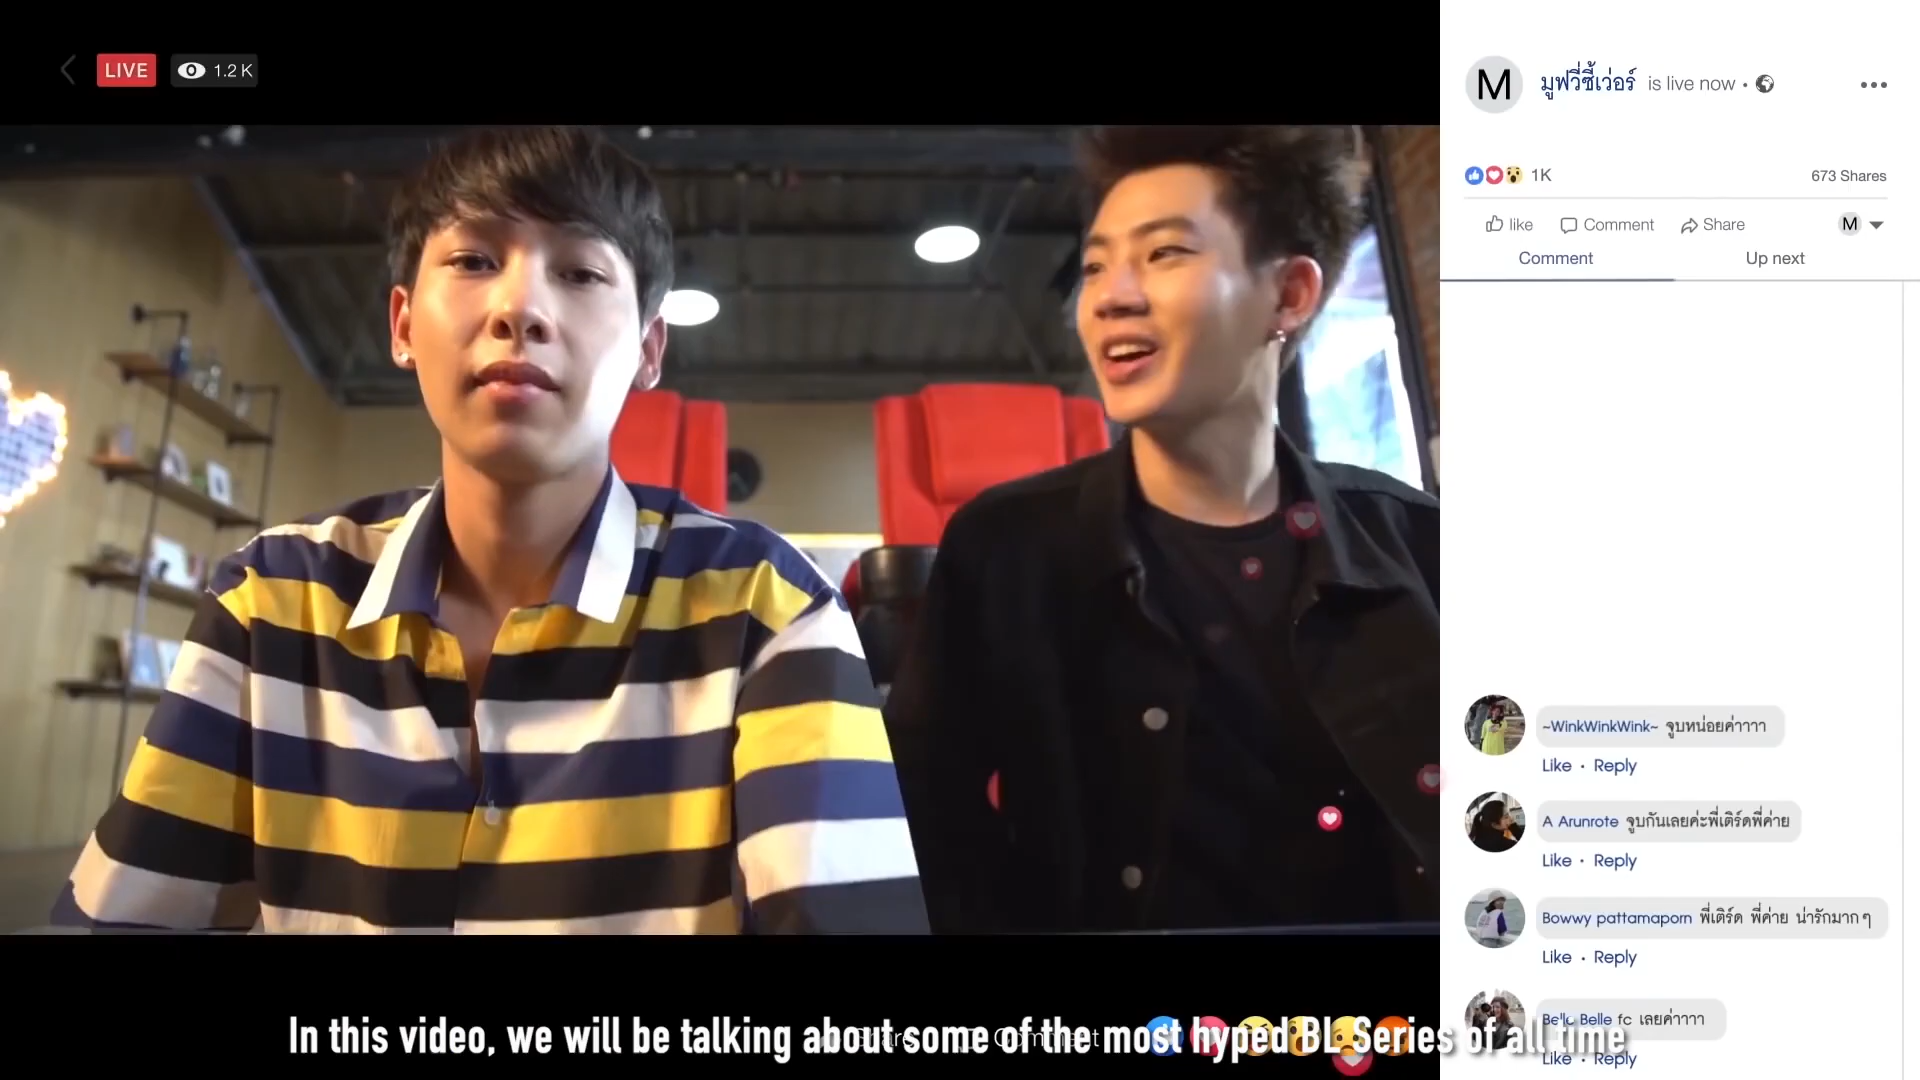 LIVE
1.2 K
M
มูฟวี่ซี้เว่อร์ is live now
1K
673 Shares
like
Comment
Share
M
Comment
Up next
~WinkWinkWink~ จูบหน่อยค่าาาา
Like · Reply
A Arunrote จูบกันเลยค่ะพี่เติร์ดพี่ค่าย
Like · Reply
Bowwy pattamaporn พี่เติร์ด พี่ค่าย น่ารักมาก ๆ
Like · Reply
Belle Belle fc เลยค่าาาา
Like · Reply
Share
Comment
In this video, we will be talking about some of the most hyped BL Series of all time